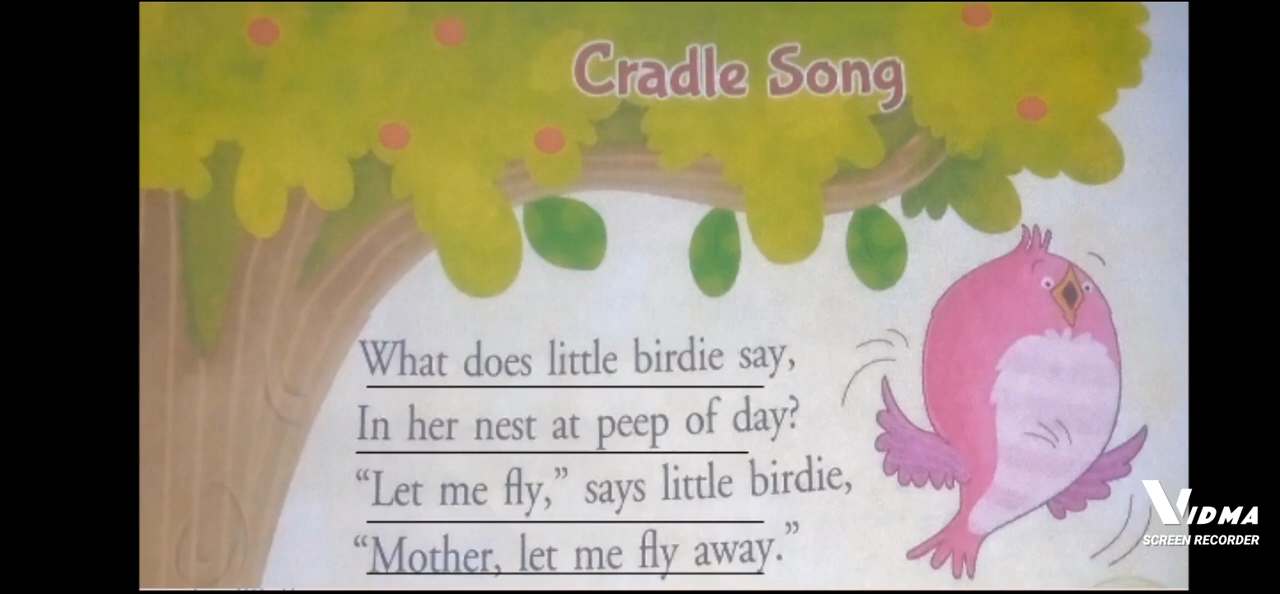 Cradle Song
What does little birdie say,
In her nest at peep of day?
“Let me fly,” says little birdie,
“Mother, let me fly away.”
VIDMA
SCREEN RECORDER